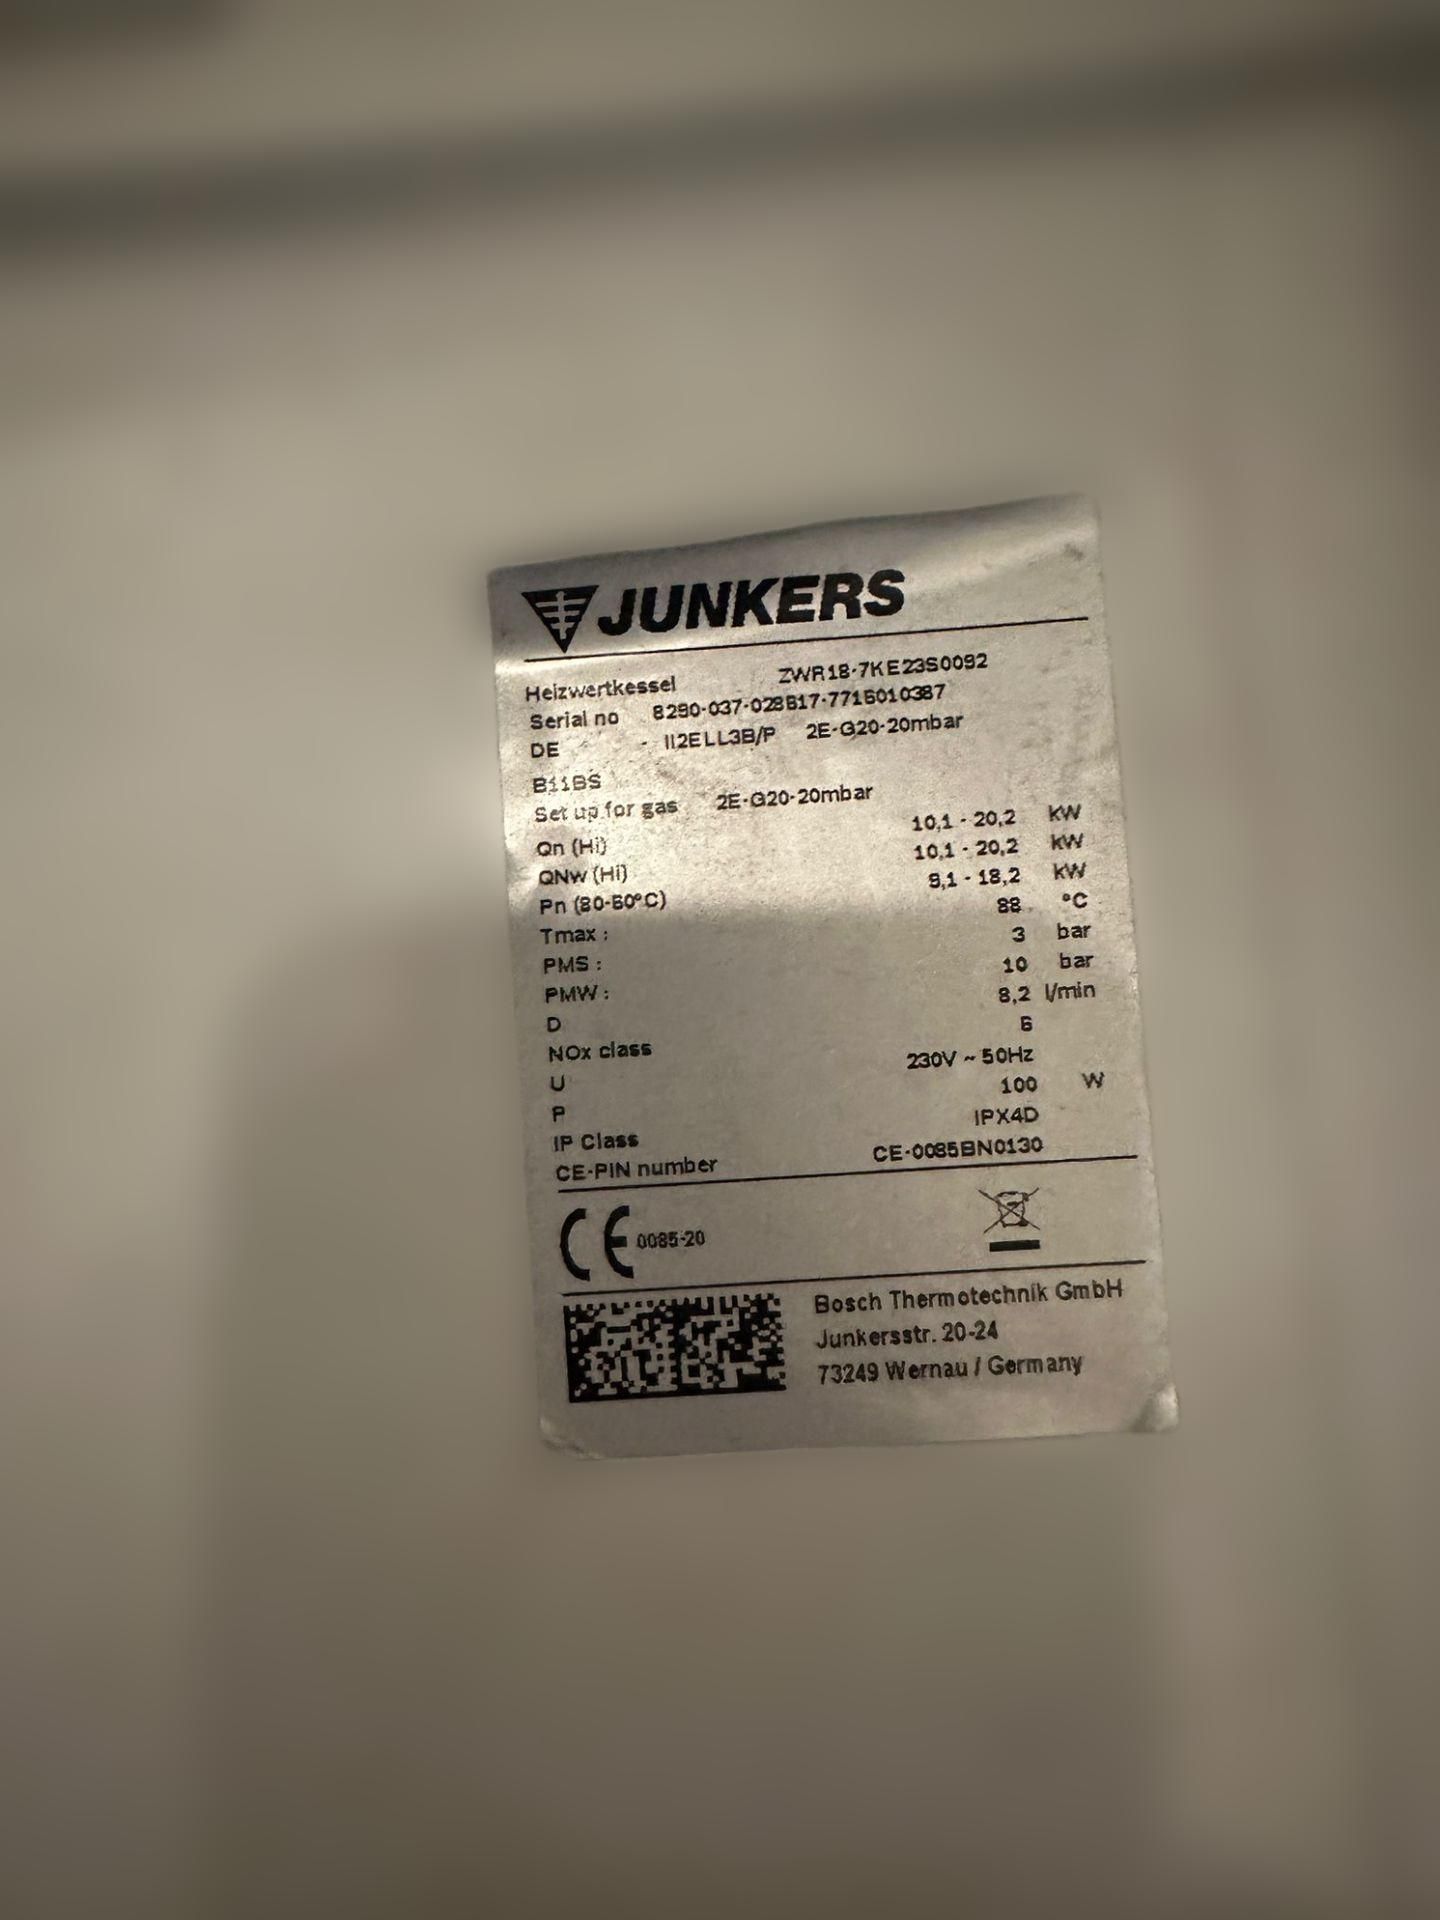 JUNKERS
Heizwertkessel ZWR18-7KE23S0092
Serial no 8290-037-028617-7716010387
DE - II2ELL3B/P 2E-G20-20mbar
B11BS
Set up for gas 2E-G20-20mbar
Qn (Hi) 10,1 - 20,2 kW
QNw (Hi) 10,1 - 20,2 kW
Pn (80-60°C) 9,1 - 18,2 kW
Tmax : 88 °C
PMS : 3 bar
PMW : 10 bar
D 8,2 l/min
NOx class 6
U 230V ~ 50Hz
P 100 W
IP Class IPX4D
CE-PIN number CE-0085BN0130
CE 0085-20
Bosch Thermotechnik GmbH
Junkersstr. 20-24
73249 Wernau / Germany